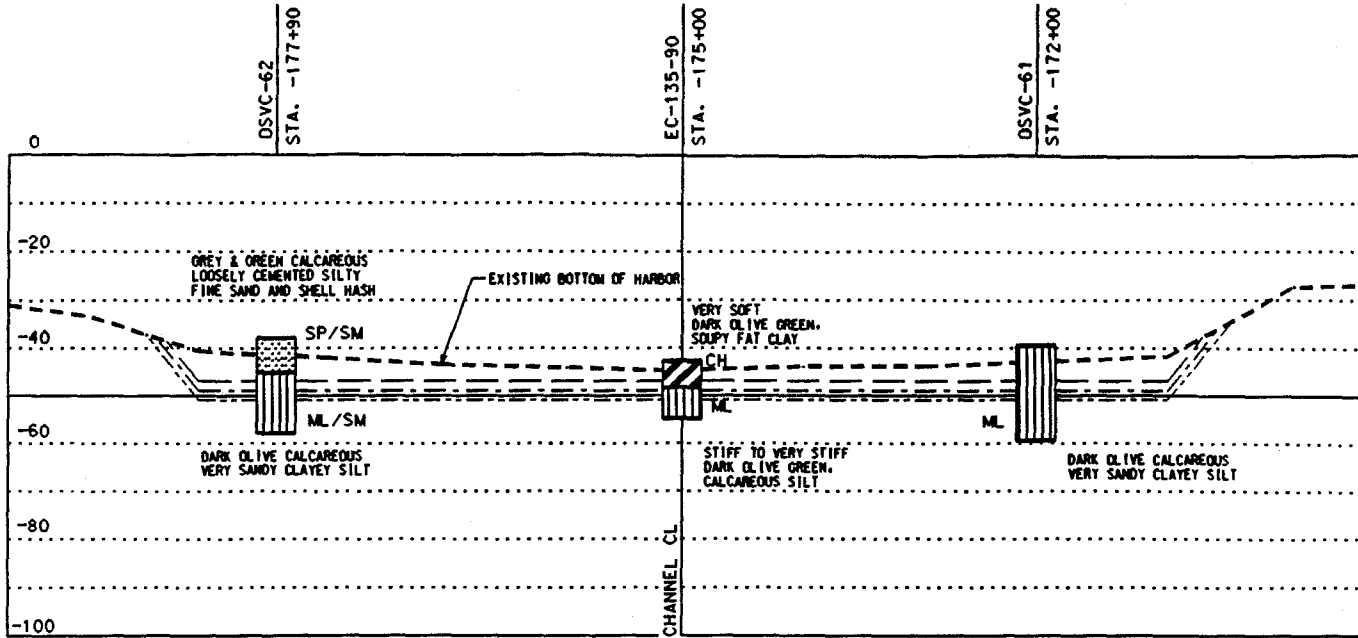 DSVC-62
STA. -177+90
EC-135-90
STA. -175+00
DSVC-61
STA. -172+00
0
-20
GREY & GREEN CALCAREOUS
LOOSELY CEMENTED SILTY
FINE SAND AND SHELL HASH
EXISTING BOTTOM OF HARBOR
VERY SOFT
DARK OLIVE GREEN,
SOUPY FAT CLAY
SP/SM
-40
CH
ML
ML/SM
ML
-60
DARK OLIVE CALCAREOUS
VERY SANDY CLAYEY SILT
STIFF TO VERY STIFF
DARK OLIVE GREEN,
CALCAREOUS SILT
DARK OLIVE CALCAREOUS
VERY SANDY CLAYEY SILT
-80
CHANNEL CL
-100